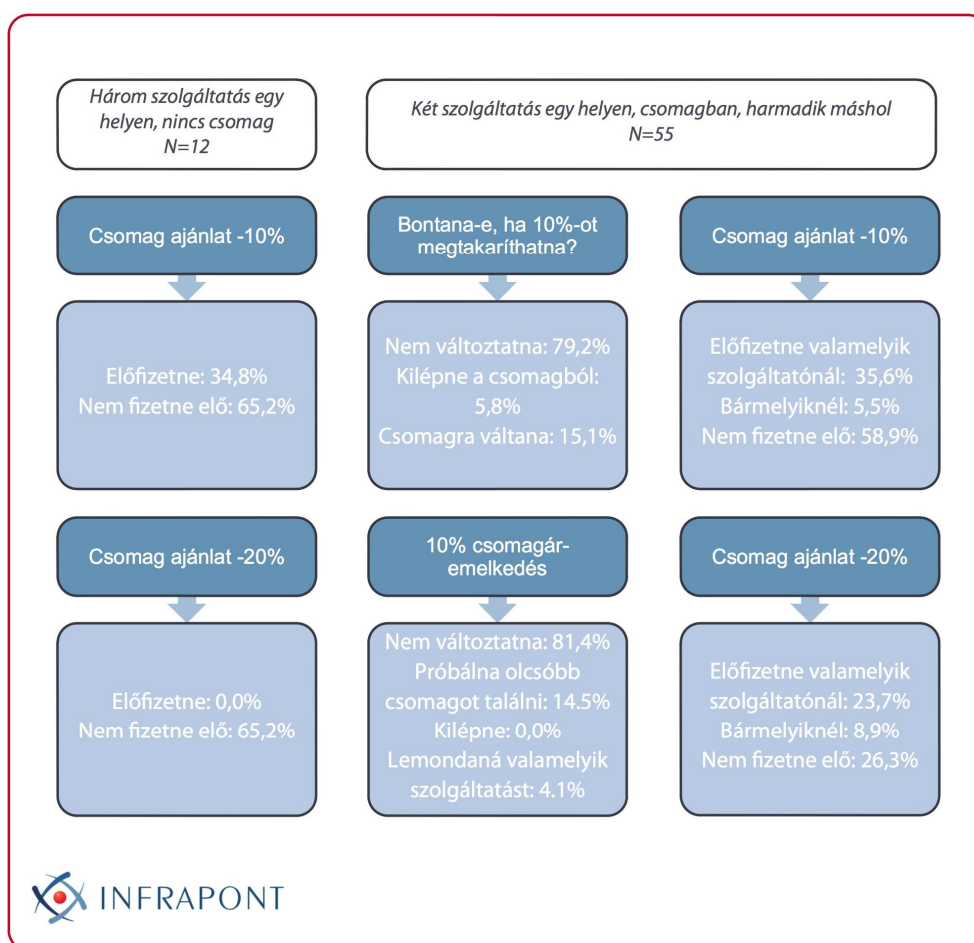 Három szolgáltatás egy
helyen, nincs csomag
N=12
Két szolgáltatás egy helyen, csomagban, harmadik máshol
N=55
Csomag ajánlat -10%
Bontana-e, ha 10%-ot
megtakaríthatna?
Csomag ajánlat -10%
Előfizetne: 34,8%
Nem fizetne elő: 65,2%
Nem változtatna: 79,2%
Kilépne a csomagból:
5,8%
Csomagra váltana: 15,1%
Előfizetne valamelyik
szolgáltatónál: 35,6%
Bármelyiknél: 5,5%
Nem fizetne elő: 58,9%
Csomag ajánlat -20%
10% csomagár-
emelkedés
Csomag ajánlat -20%
Előfizetne: 0,0%
Nem fizetne elő: 65,2%
Nem változtatna: 81,4%
Próbálna olcsóbb
csomagot találni: 14.5%
Kilépne: 0,0%
Lemondaná valamelyik
szolgáltatást: 4.1%
Előfizetne valamelyik
szolgáltatónál: 23,7%
Bármelyiknél: 8,9%
Nem fizetne elő: 26,3%
INFRAPONT